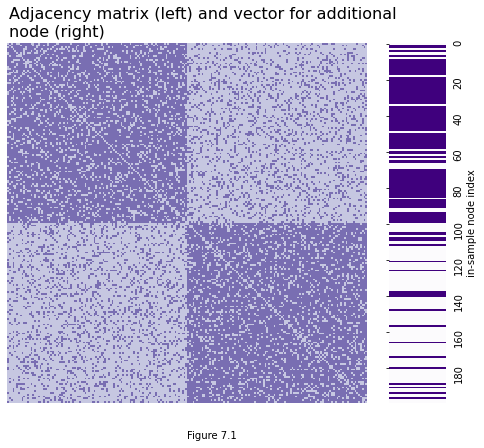 Adjacency matrix (left) and vector for additional
node (right)
0
20
40
60
80
100
120
140
160
180
in-sample node index
Figure 7.1